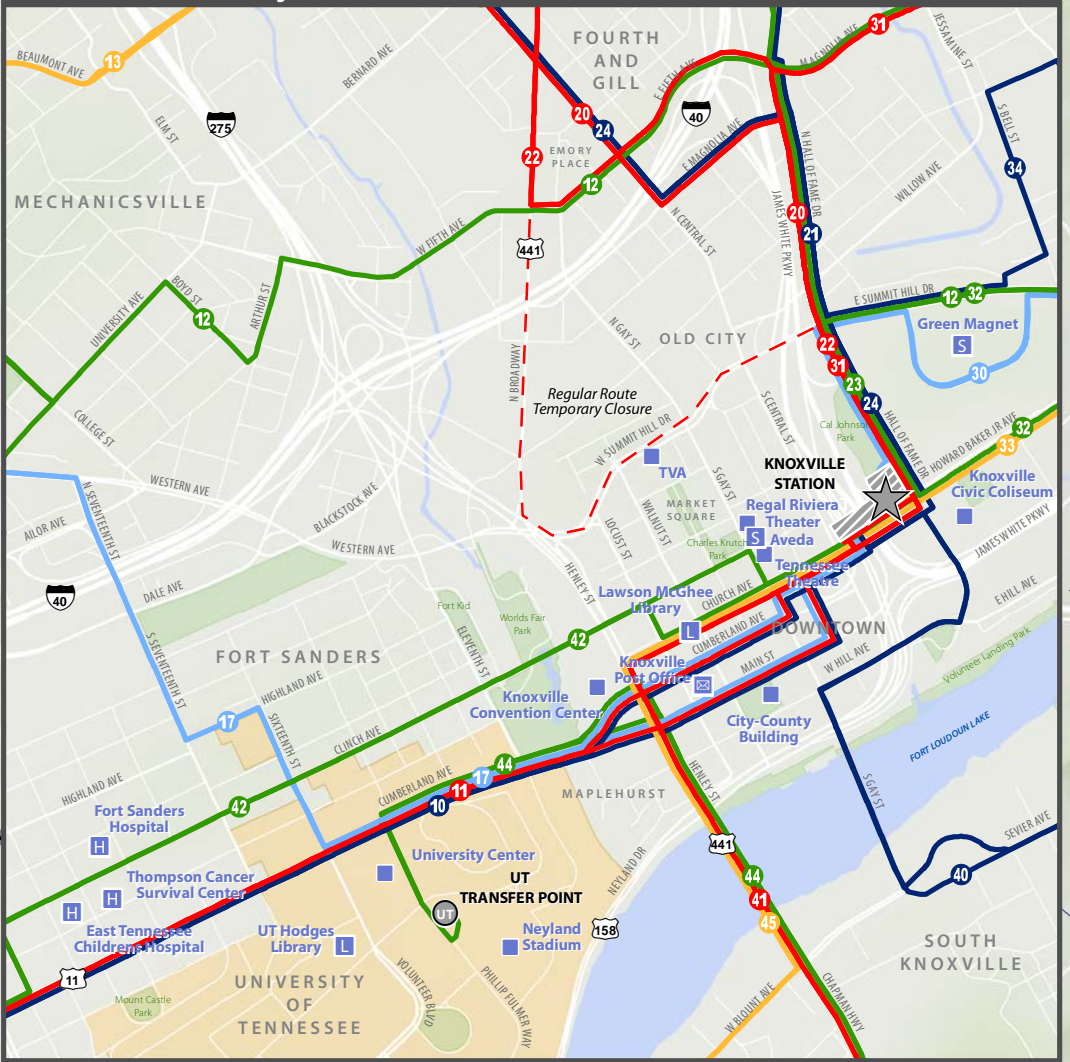 31
FOURTH
AND
GILL
MAGNOLIA AVE
JESSAMINE ST
BEAUMONT AVE
13
BERNARD AVE
E FIFTH AVE
40
20
24
275
ELM ST
S BELL ST
E MAGNOLIA AVE
N HALL OF FAME DR
EMORY
PLACE
22
12
34
WILLOW AVE
MECHANICSVILLE
JAMES WHITE PKWY
20
21
N CENTRAL ST
W FIFTH AVE
441
BOYD ST
ARTHUR ST
UNIVERSITY AVE
12
E SUMMIT HILL DR
12
32
Green Magnet
S
30
N GAY ST
OLD CITY
22
31
23
24
N BROADWAY
Regular Route
Temporary Closure
S CENTRAL ST
Cal Johnson
Park
HALL OF FAME DR
HOWARD BAKER JR AVE
32
33
COLLEGE ST
W SUMMIT HILL DR
TVA
KNOXVILLE
STATION
Knoxville
Civic Coliseum
WESTERN AVE
N SEVENTEENTH ST
BLACKSTOCK AVE
S GAY ST
MARKET
SQUARE
WALNUT ST
LOCUST ST
Regal Riviera
Theater
S
Aveda
JAMES WHITE PKWY
AILOR AVE
WESTERN AVE
Charles Krutch
Park
Tennessee
Theatre
HENLEY ST
40
DALE AVE
E HILL AVE
Lawson McGhee
Library
CHURCH AVE
Fort Kid
Worlds Fair
Park
L
CUMBERLAND AVE
DOWNTOWN
42
ELEVENTH ST
Volunteer Landing Park
S SEVENTEENTH ST
FORT SANDERS
Knoxville
Post Office
MAIN ST
W HILL AVE
HIGHLAND AVE
Knoxville
Convention Center
City-County
Building
17
SIXTEENTH ST
CLINCH AVE
FORT LOUDOUN LAKE
44
17
11
10
CUMBERLAND AVE
HENLEY ST
S GAY ST
MAPLEHURST
HIGHLAND AVE
42
Fort Sanders
Hospital
H
SEVIER AVE
441
University Center
NEYLAND DR
40
44
41
45
UT
TRANSFER POINT
Thompson Cancer
Survival Center
H
H
UT
East Tennessee
Childrens Hospital
UT Hodges
Library
L
Neyland
Stadium
158
SOUTH
KNOXVILLE
11
UNIVERSITY
OF
TENNESSEE
VOLUNTEER BLVD
PHILLIP FULMER WAY
CHAPMAN HWY
W BLOUNT AVE
Mount Castle
Park